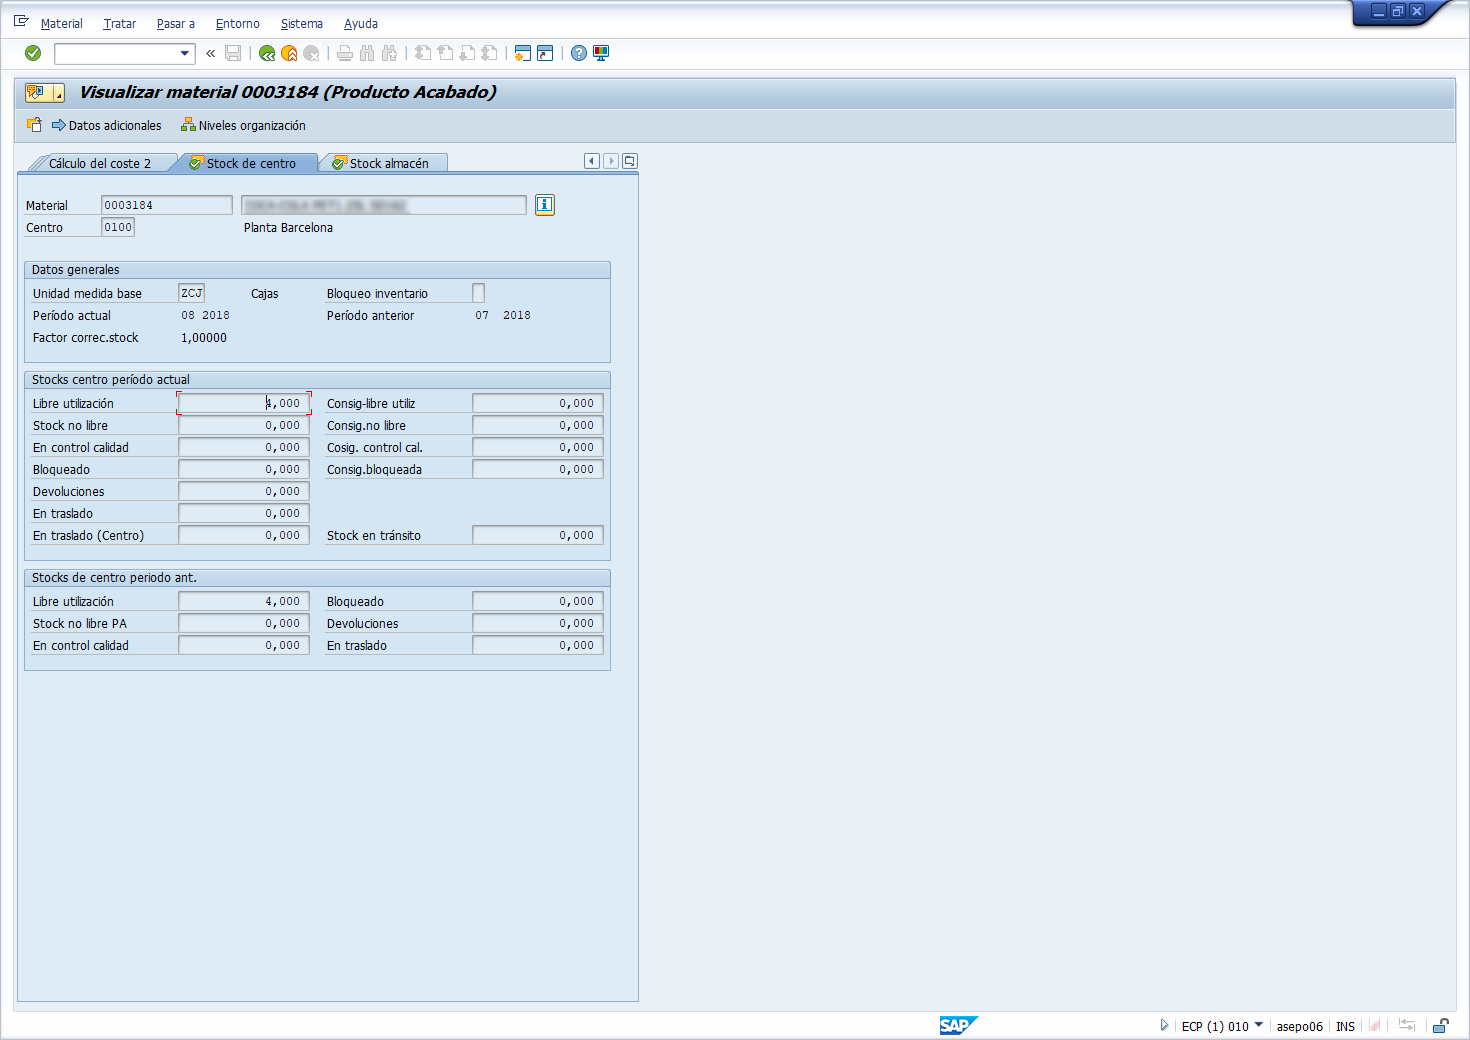 Material Tratar Pasar a Entorno Sistema Ayuda
Visualizar material 0003184 (Producto Acabado)
Datos adicionales Niveles organización
Cálculo del coste 2 Stock de centro Stock almacén
Material 0003184
Centro 0100 Planta Barcelona
Datos generales
Unidad medida base ZCJ Cajas Bloqueo inventario
Período actual 08 2018 Período anterior 07 2018
Factor correc.stock 1,00000
Stocks centro período actual
Libre utilización 4,000 Consig-libre utiliz 0,000
Stock no libre 0,000 Consig.no libre 0,000
En control calidad 0,000 Cosig. control cal. 0,000
Bloqueado 0,000 Consig.bloqueada 0,000
Devoluciones 0,000
En traslado 0,000
En traslado (Centro) 0,000 Stock en tránsito 0,000
Stocks de centro periodo ant.
Libre utilización 4,000 Bloqueado 0,000
Stock no libre PA 0,000 Devoluciones 0,000
En control calidad 0,000 En traslado 0,000
SAP ECP (1) 010 asepo06 INS